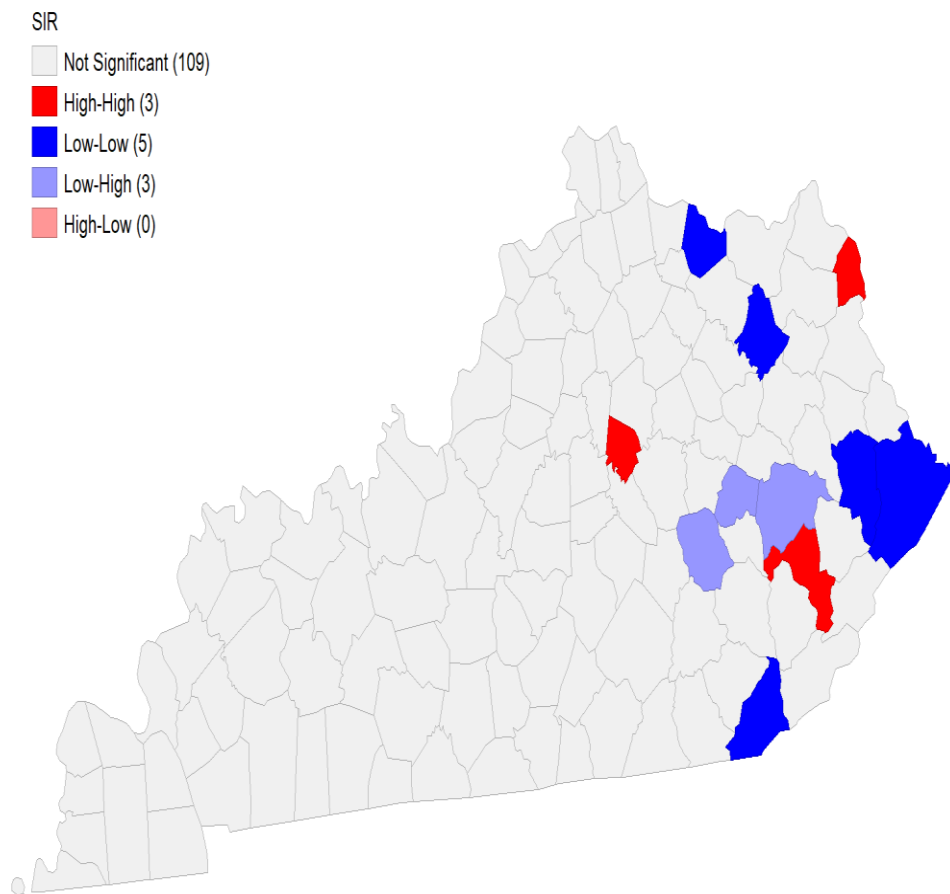 SIR
Not Significant (109)
High-High (3)
Low-Low (5)
Low-High (3)
High-Low (0)